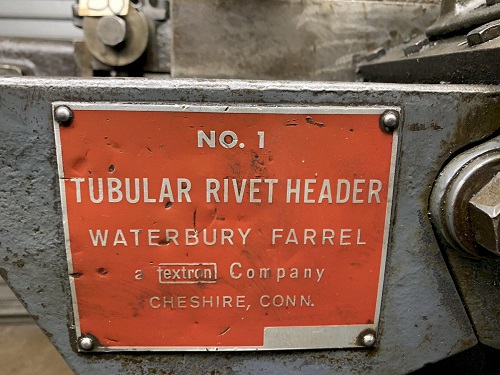 NO. 1
TUBULAR RIVET HEADER
WATERBURY FARREL
a textron Company
CHESHIRE, CONN.